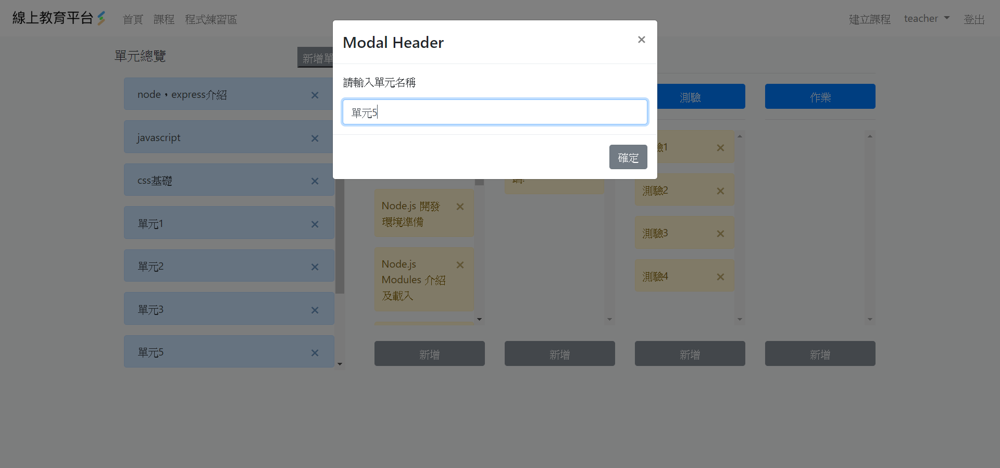 線上教育平台
首頁 課程 程式練習區
建立課程 teacher 登出
單元總覽
新增單
Modal Header
×
請輸入單元名稱
單元5
確定
node，express介紹
javascript
css基礎
單元1
單元2
單元3
單元5
Node.js 開發
環境準備
Node.js
Modules 介紹
及載入
新增
新增
測驗
驗1
測驗2
測驗3
測驗4
新增
作業
新增